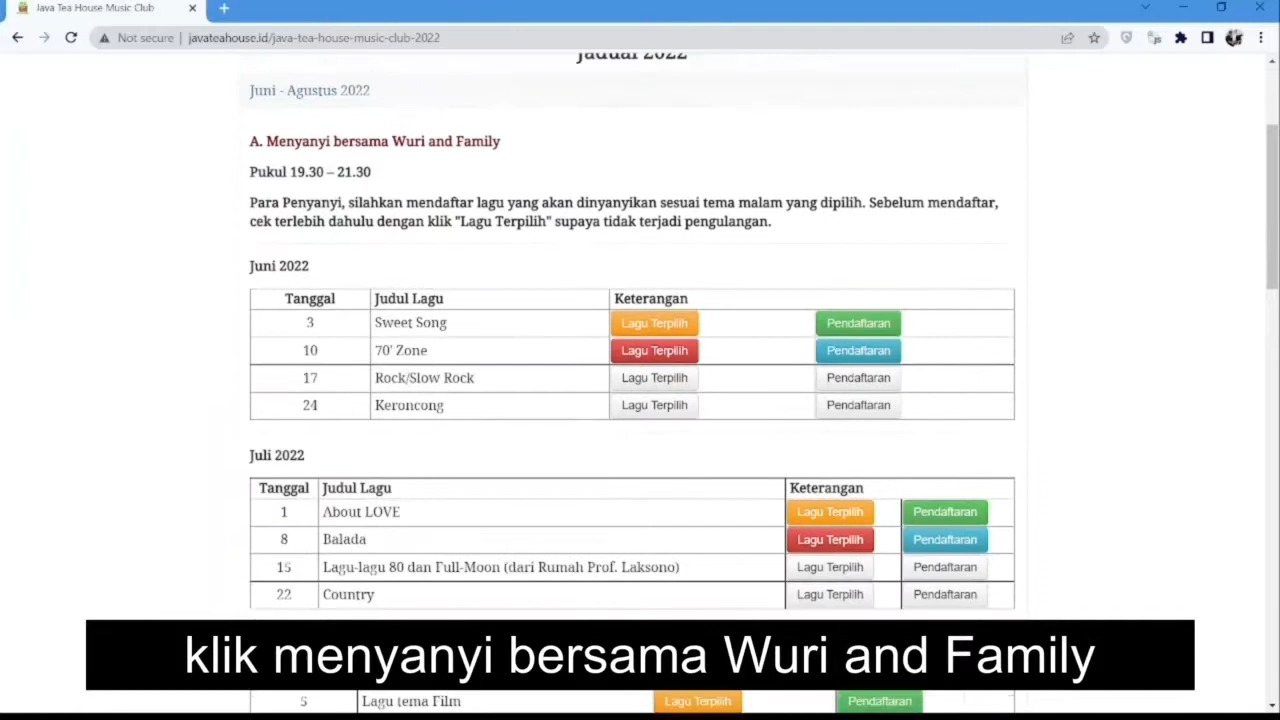 Java Tea House Music Club
Not secure | javateahouse.id/java-tea-house-music-club-2022
Jadual 2022
Juni - Agustus 2022
A. Menyanyi bersama Wuri and Family
Pukul 19.30 – 21.30
Para Penyanyi, silahkan mendaftar lagu yang akan dinyanyikan sesuai tema malam yang dipilih. Sebelum mendaftar,
cek terlebih dahulu dengan klik "Lagu Terpilih" supaya tidak terjadi pengulangan.
Juni 2022
Tanggal Judul Lagu Keterangan
3 Sweet Song Lagu Terpilih Pendaftaran
10 70' Zone Lagu Terpilih Pendaftaran
17 Rock/Slow Rock Lagu Terpilih Pendaftaran
24 Keroncong Lagu Terpilih Pendaftaran
Juli 2022
Tanggal Judul Lagu Keterangan
1 About LOVE Lagu Terpilih Pendaftaran
8 Balada Lagu Terpilih Pendaftaran
15 Lagu-lagu 80 dan Full-Moon (dari Rumah Prof. Laksono) Lagu Terpilih Pendaftaran
22 Country Lagu Terpilih Pendaftaran
klik menyanyi bersama Wuri and Family
5 Lagu tema Film Lagu Terpilih Pendaftaran